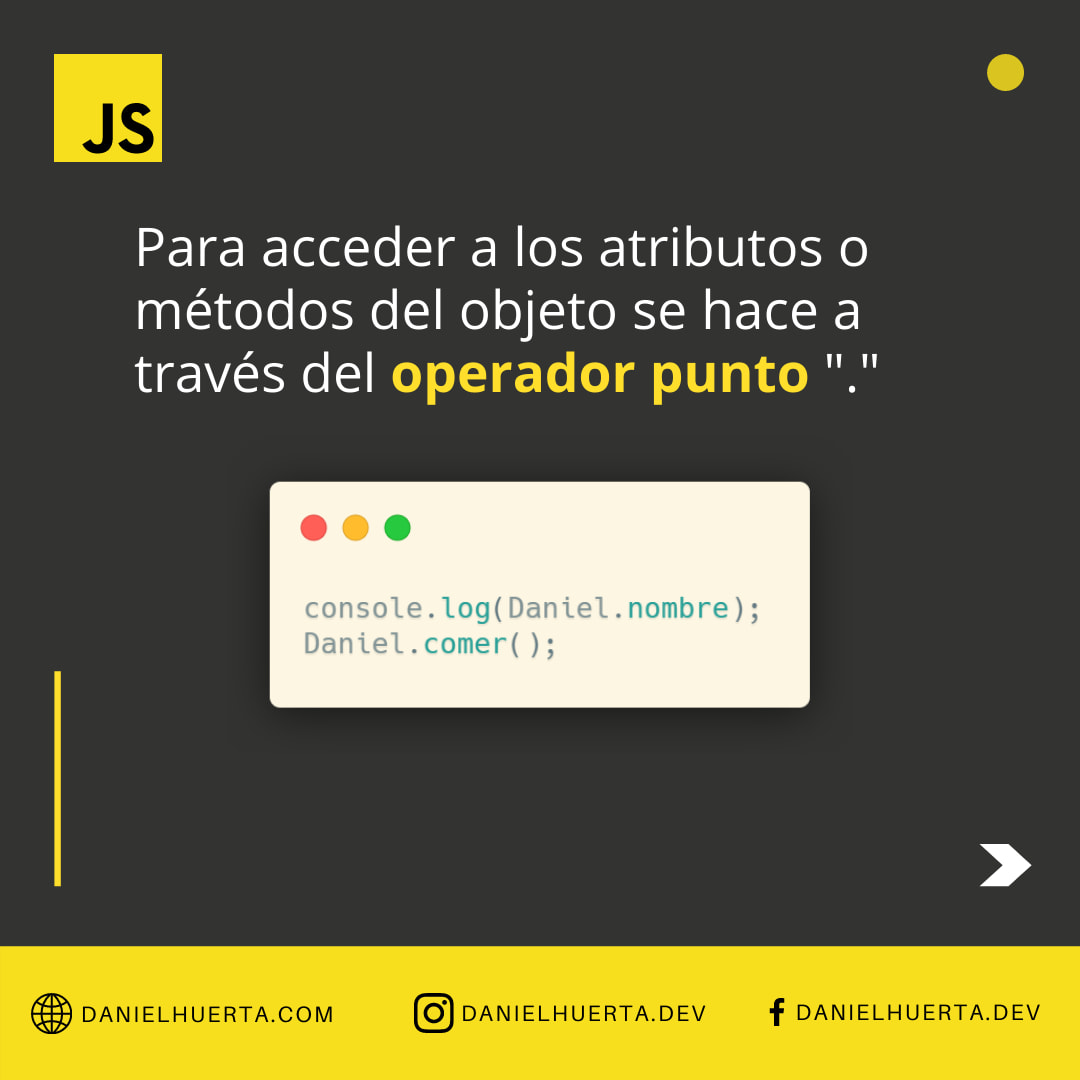 JS
Para acceder a los atributos o
métodos del objeto se hace a
través del operador punto "."
console.log(Daniel.nombre);
Daniel.comer();
DANIELHUERTA.COM
DANIELHUERTA.DEV
DANIELHUERTA.DEV